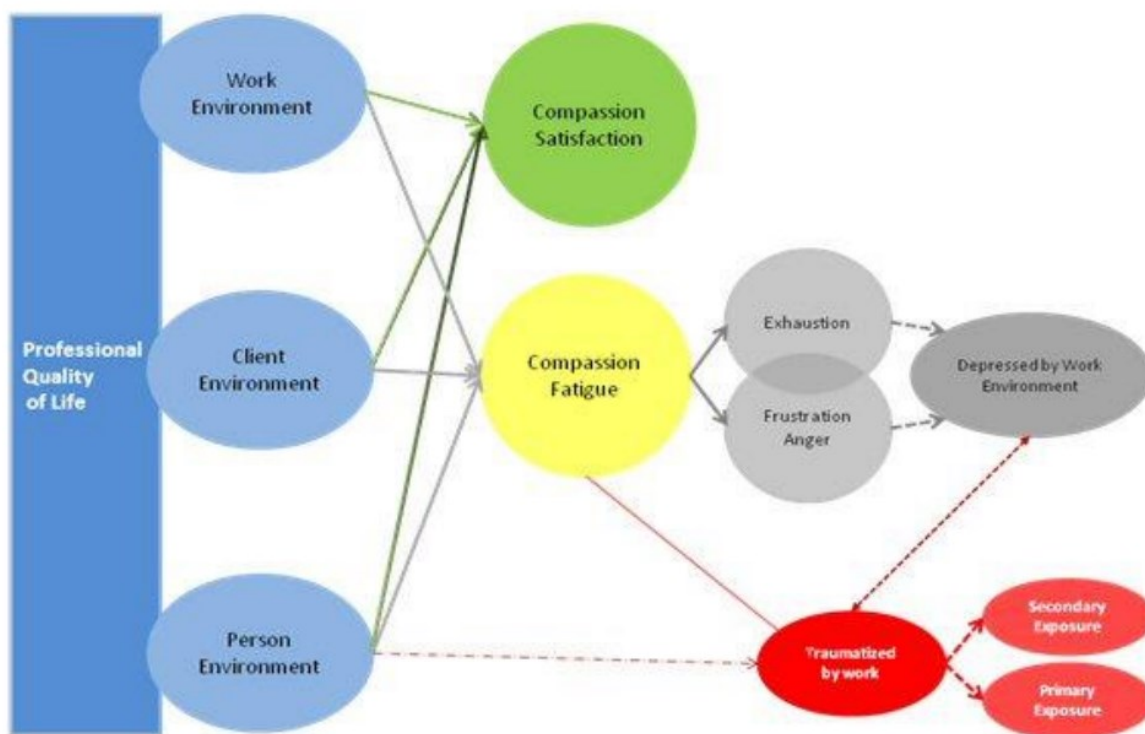 Professional
Quality
of Life
Work
Environment
Client
Environment
Person
Environment
Compassion
Satisfaction
Compassion
Fatigue
Exhaustion
Frustration
Anger
Depressed by Work
Environment
Traumatized
by work
Secondary
Exposure
Primary
Exposure